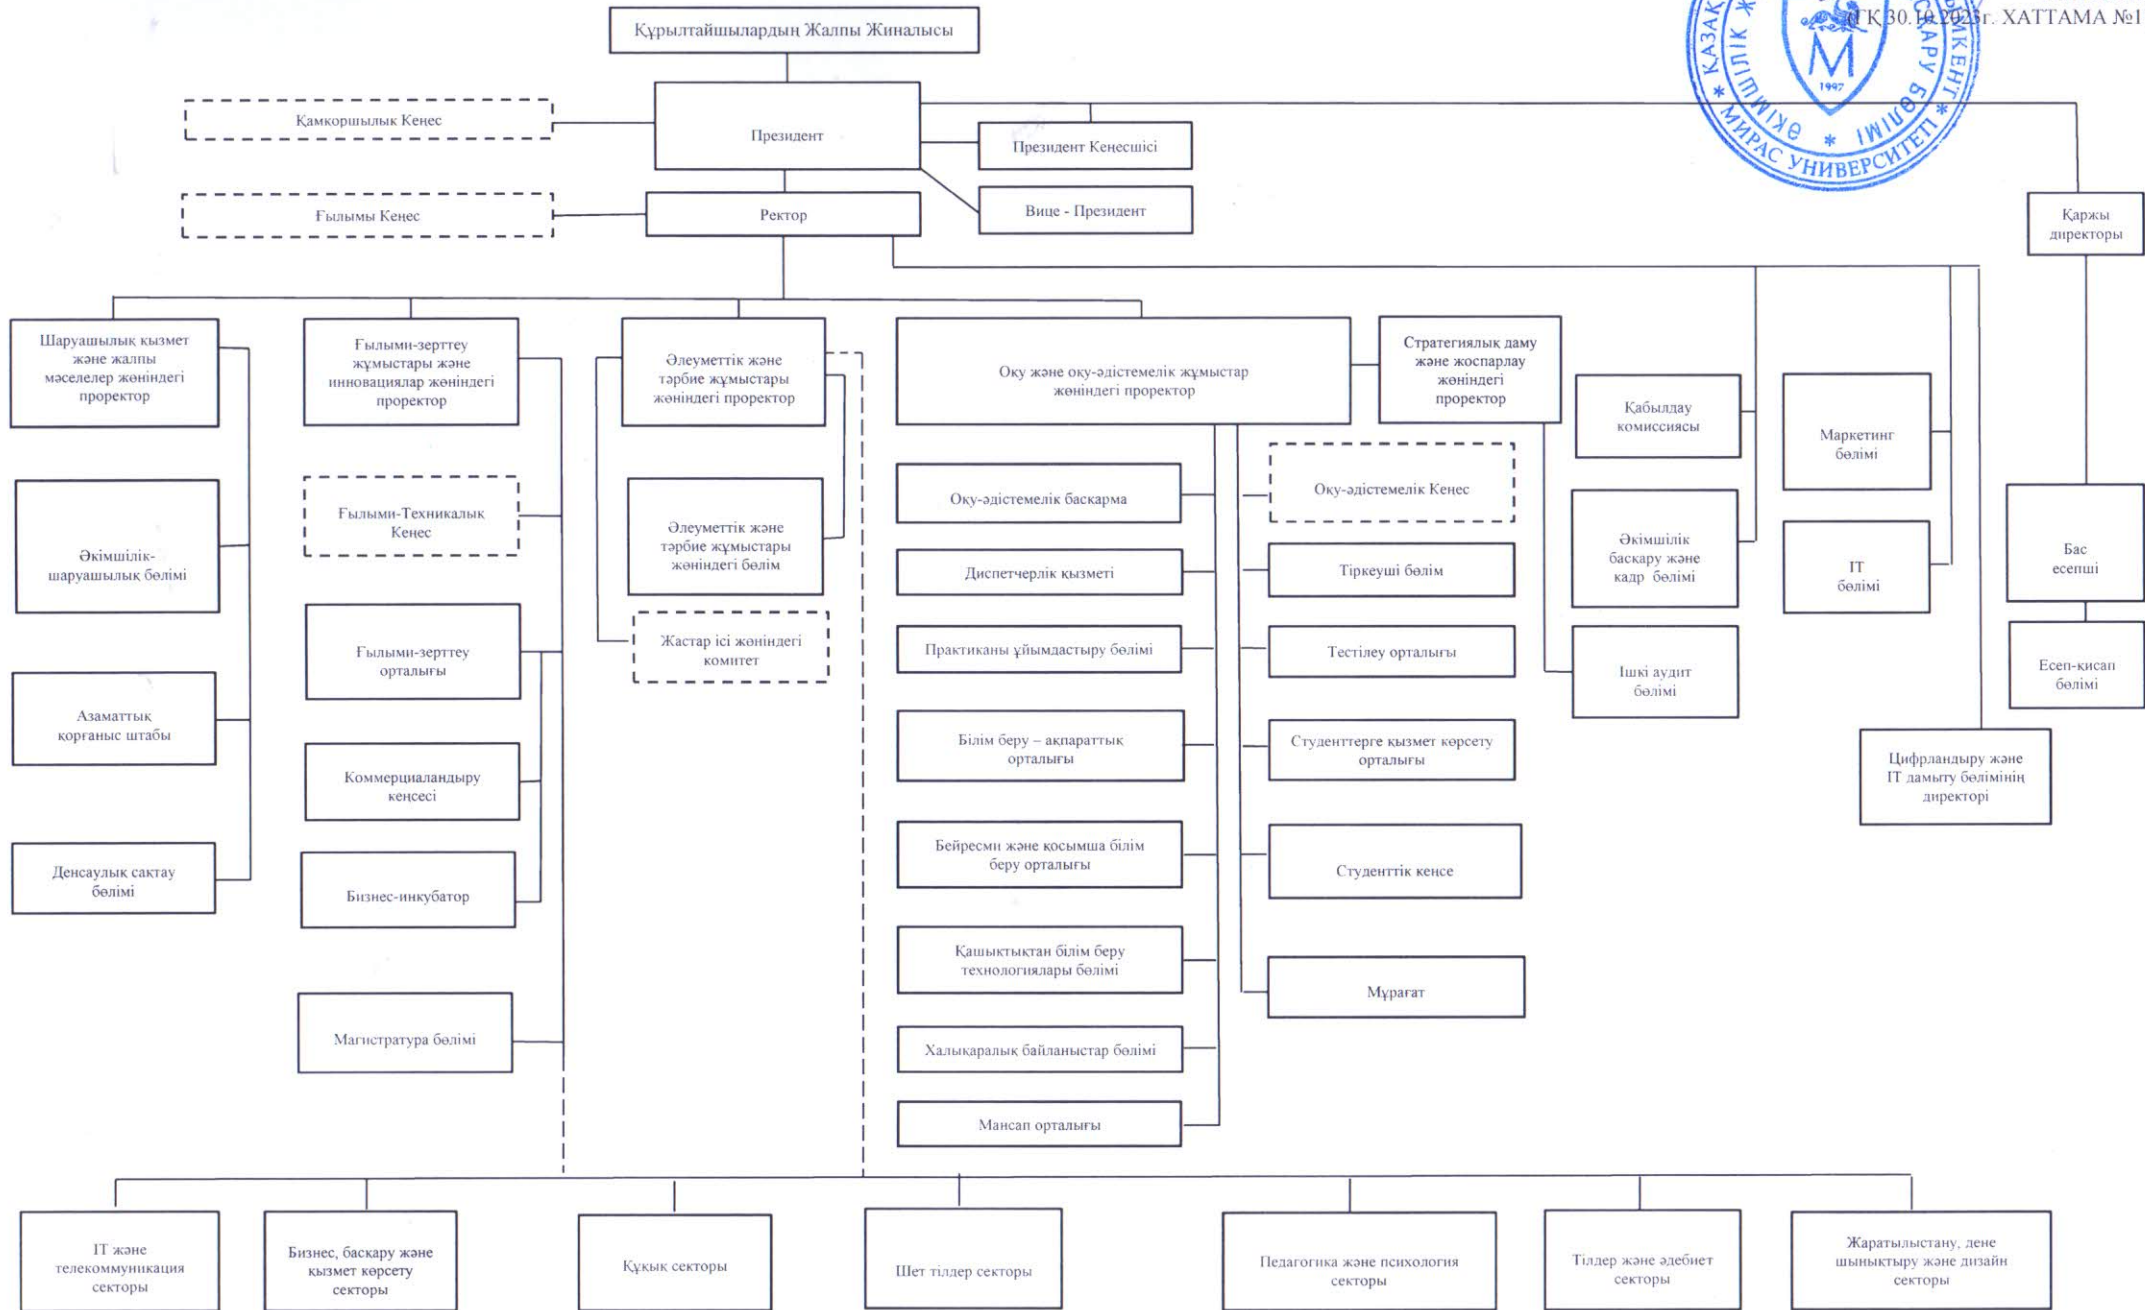 (ГК 30.10.2023г. ХАТТАМА №1
1997
МИРАС УНИВЕРСИТЕТІ
Құрылтайшылардың Жалпы Жиналысы
Қамкоршылык Кеңес
Президент
Президент Кеңесшісі
Ғылымы Кеңес
Ректор
Вице - Президент
Қаржы
директоры
Шаруашылық қызмет
және жалпы
мәселелер жөніндегі
проректор
Ғылыми-зерттеу
жұмыстары және
инновациялар жөніндегі
проректор
Әлеуметтік және
тәрбие жұмыстары
жөніндегі проректор
Оқу және оқу-әдістемелік жұмыстар
жөніндегі проректор
Стратегиялық даму
және жоспарлау
жөніндегі
проректор
Қабылдау
комиссиясы
Маркетинг
бөлімі
Әкімшілік-
шаруашылық бөлімі
Ғылыми-Техникалық
Кеңес
Әлеуметтік және
тәрбие жұмыстары
жөніндегі бөлім
Оқу-әдістемелік басқарма
Оқу-әдістемелік Кеңес
Әкімшілік
басқару және
кадр бөлімі
IT
бөлімі
Бас
есепші
Диспетчерлік қызметі
Тіркеуші бөлім
Ғылыми-зерттеу
орталығы
Жастар ісі жөніндегі
комитет
Практиканы ұйымдастыру бөлімі
Тестілеу орталығы
Ішкі аудит
бөлімі
Есеп-қисап
бөлімі
Азаматтық
қорғаныс штабы
Коммерциаландыру
кеңсесі
Білім беру – ақпараттық
орталығы
Студенттерге қызмет көрсету
орталығы
Цифрландыру және
IT дамыту бөлімінің
директорі
Денсаулық сақтау
бөлімі
Бизнес-инкубатор
Бейресми және қосымша білім
беру орталығы
Студенттік кеңсе
Қашықтықтан білім беру
технологиялары бөлімі
Мұрағат
Магистратура бөлімі
Халықаралық байланыстар бөлімі
Мансап орталығы
IT және
телекоммуникация
секторы
Бизнес, басқару және
қызмет көрсету
секторы
Құқық секторы
Шет тілдер секторы
Педагогика және психология
секторы
Тілдер және әдебиет
секторы
Жаратылыстану, дене
шынықтыру және дизайн
секторы